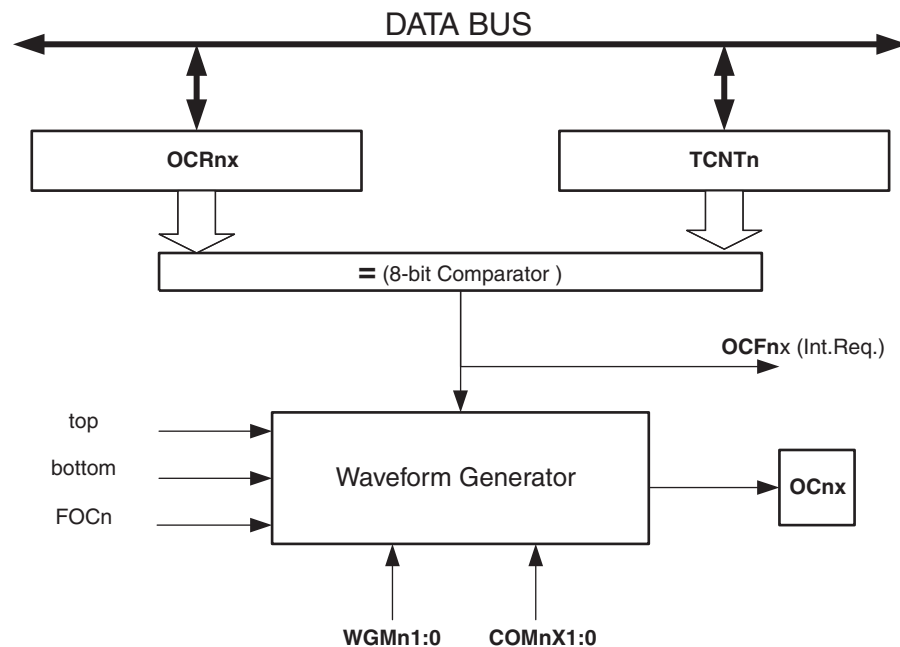 DATA BUS
OCRnx
TCNTn
= (8-bit Comparator )
OCFnx (Int.Req.)
top
bottom
FOCn
Waveform Generator
OCnx
WGMn1:0
COMnX1:0